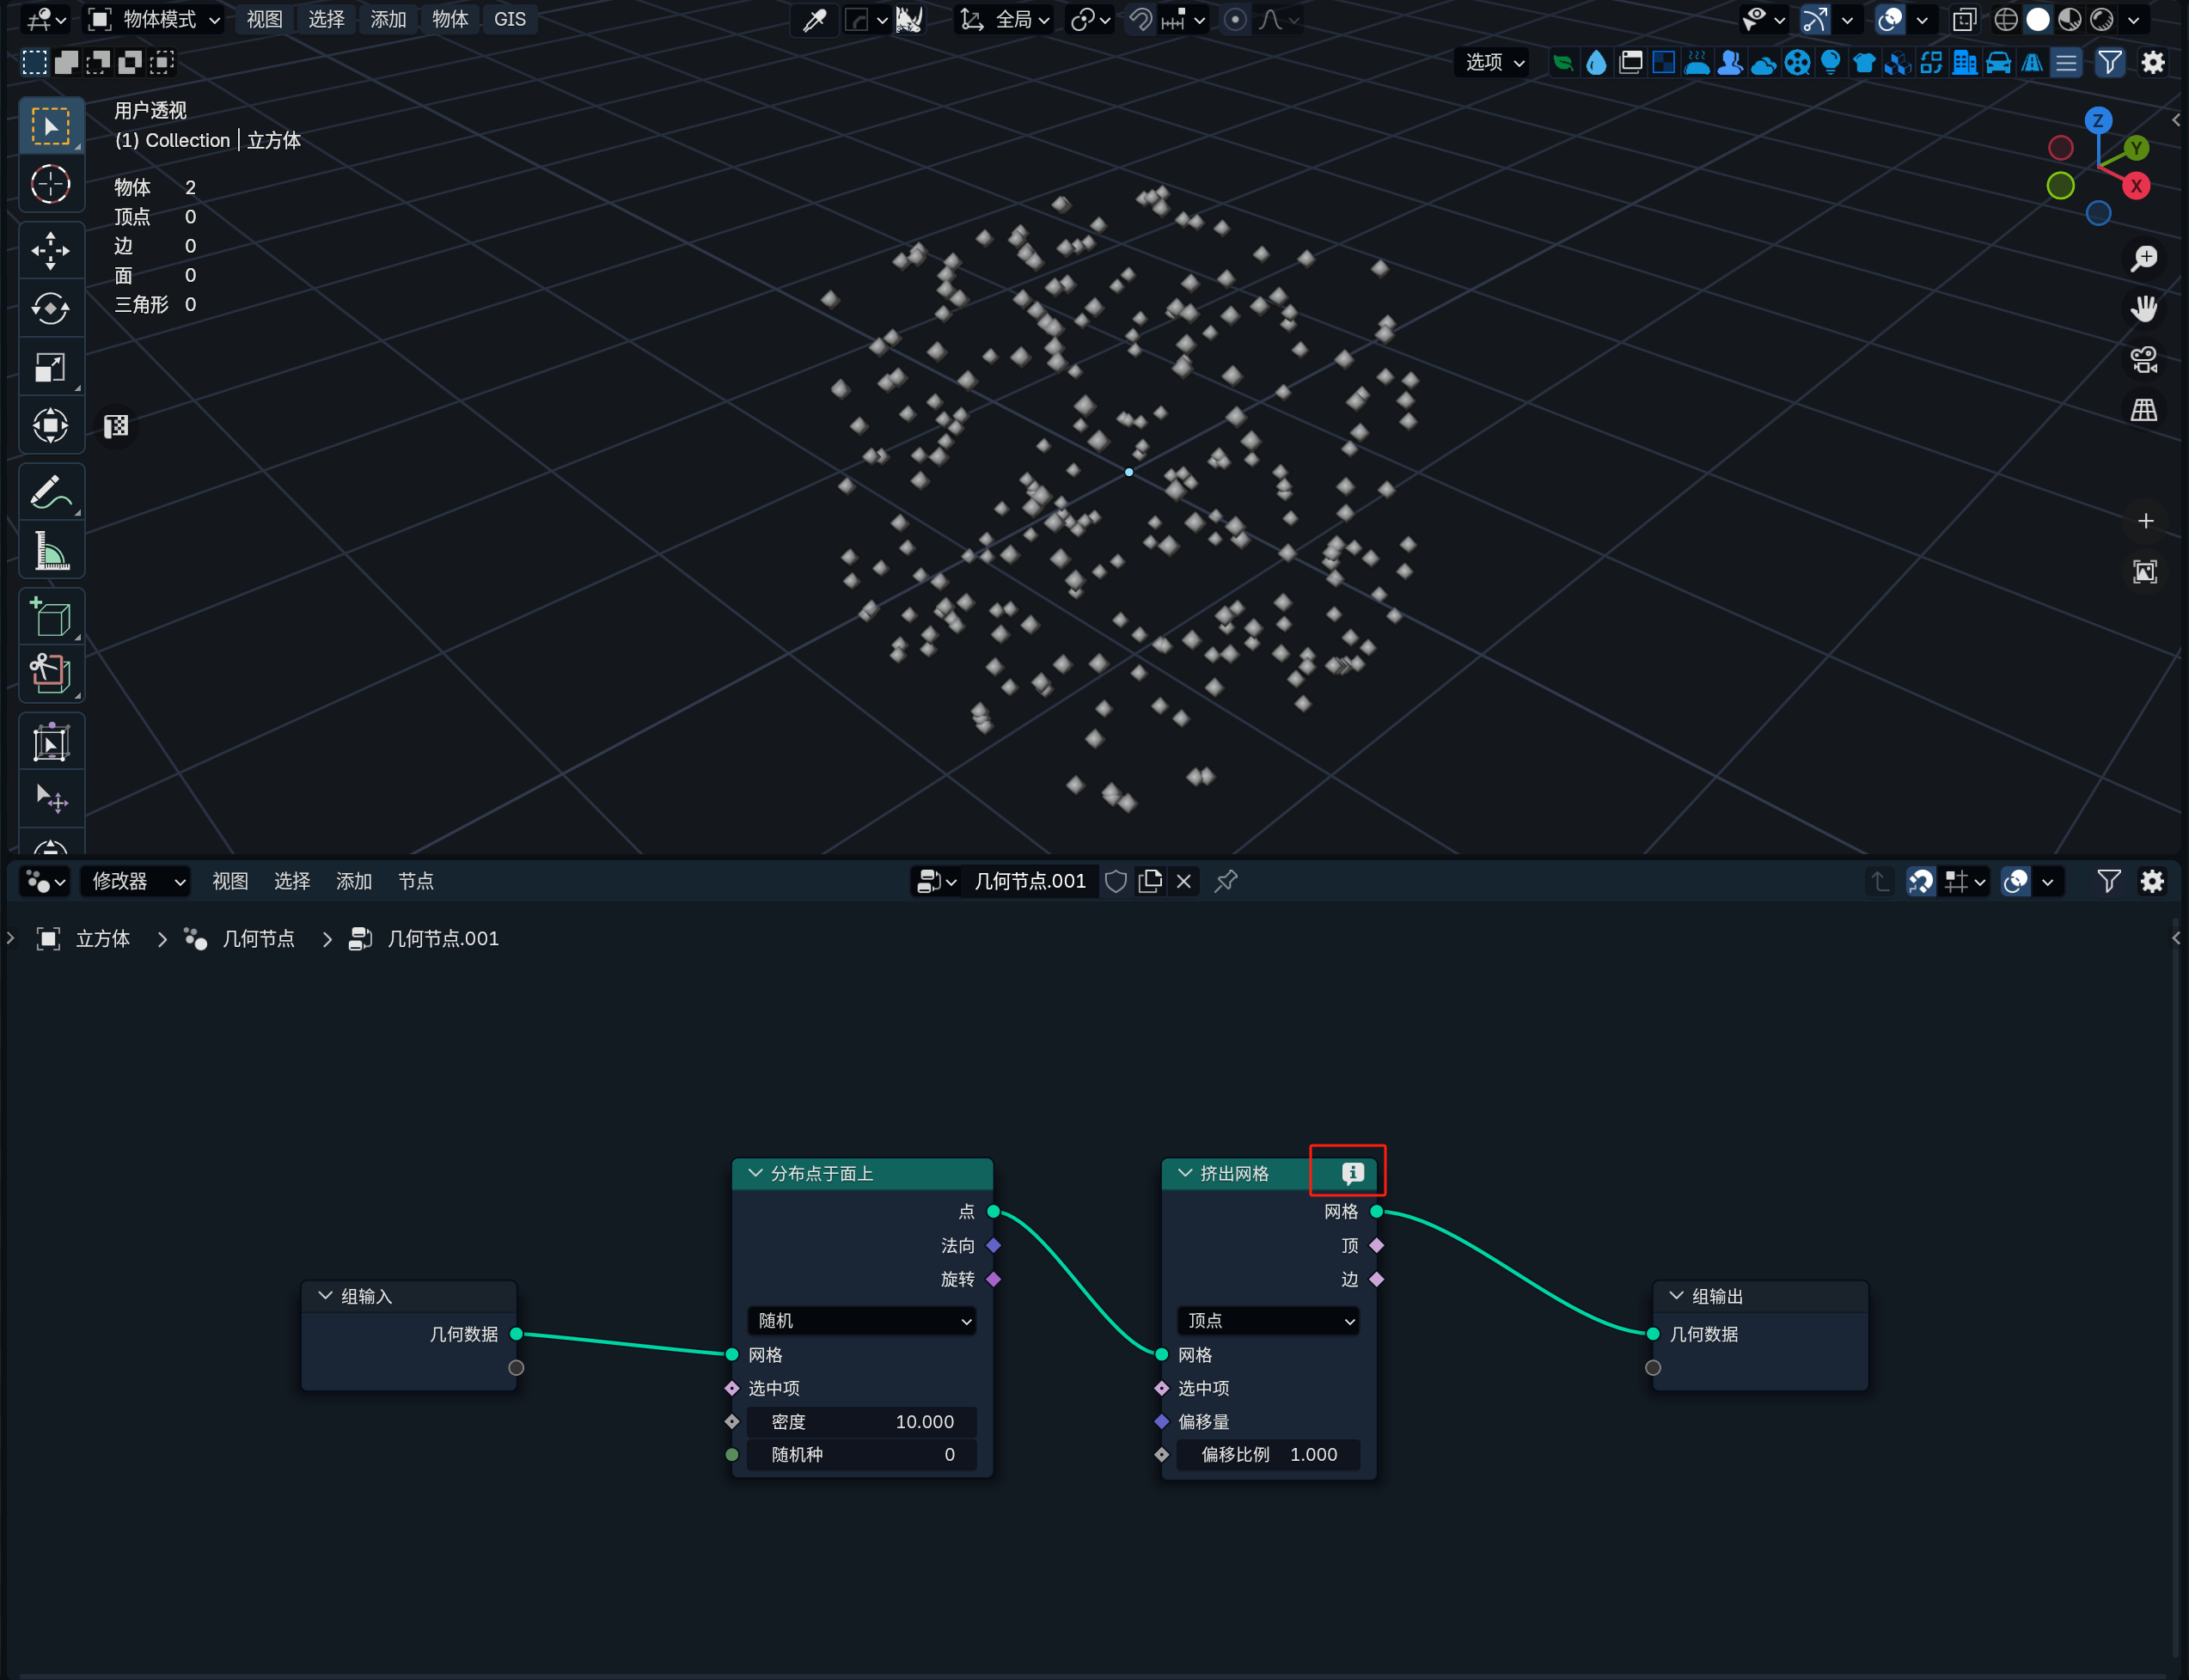 物体模式 视图 选择 添加 物体 GIS 全局
选项
用户透视
(1) Collection | 立方体
物体 2
顶点 0
边 0
面 0
三角形 0
Z
Y
X
修改器 视图 选择 添加 节点 几何节点.001
立方体 > 几何节点 > 几何节点.001
组输入
几何数据
分布点于面上
点
法向
旋转
随机
网格
选中项
密度 10.000
随机种 0
挤出网格
网格
顶
边
顶点
网格
选中项
偏移量
偏移比例 1.000
组输出
几何数据